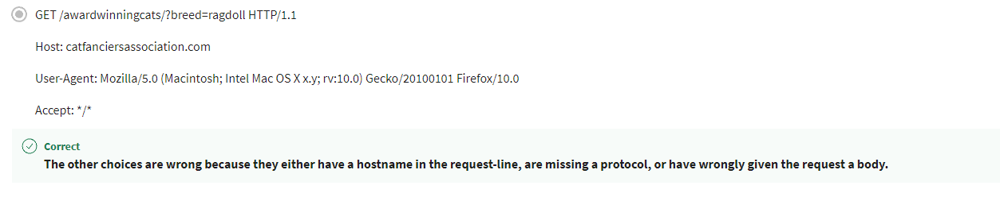 GET /awardwinningcats/?breed=ragdoll HTTP/1.1
Host: catfanciersassociation.com
User-Agent: Mozilla/5.0 (Macintosh; Intel Mac OS X x.y; rv:10.0) Gecko/20100101 Firefox/10.0
Accept: */*
Correct
The other choices are wrong because they either have a hostname in the request-line, are missing a protocol, or have wrongly given the request a body.